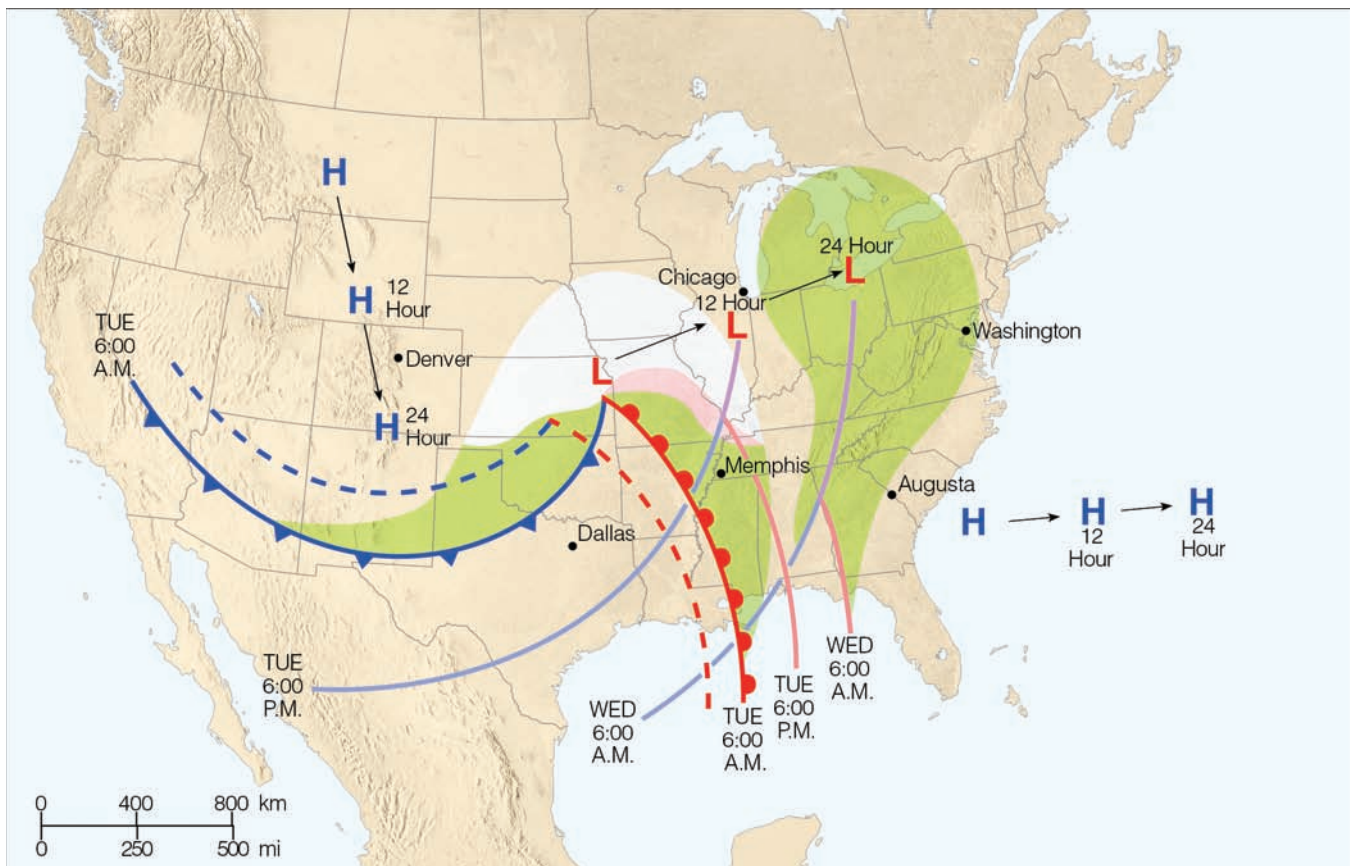 H
H
12
Hour
TUE
6:00
A.M.
Denver
H
24
Hour
L
Chicago
12 Hour
L
24 Hour
L
Washington
Memphis
Augusta
Dallas
H
H
12
Hour
H
24
Hour
TUE
6:00
P.M.
WED
6:00
A.M.
TUE
6:00
A.M.
TUE
6:00
P.M.
WED
6:00
A.M.
0 400 800 km
0 250 500 mi